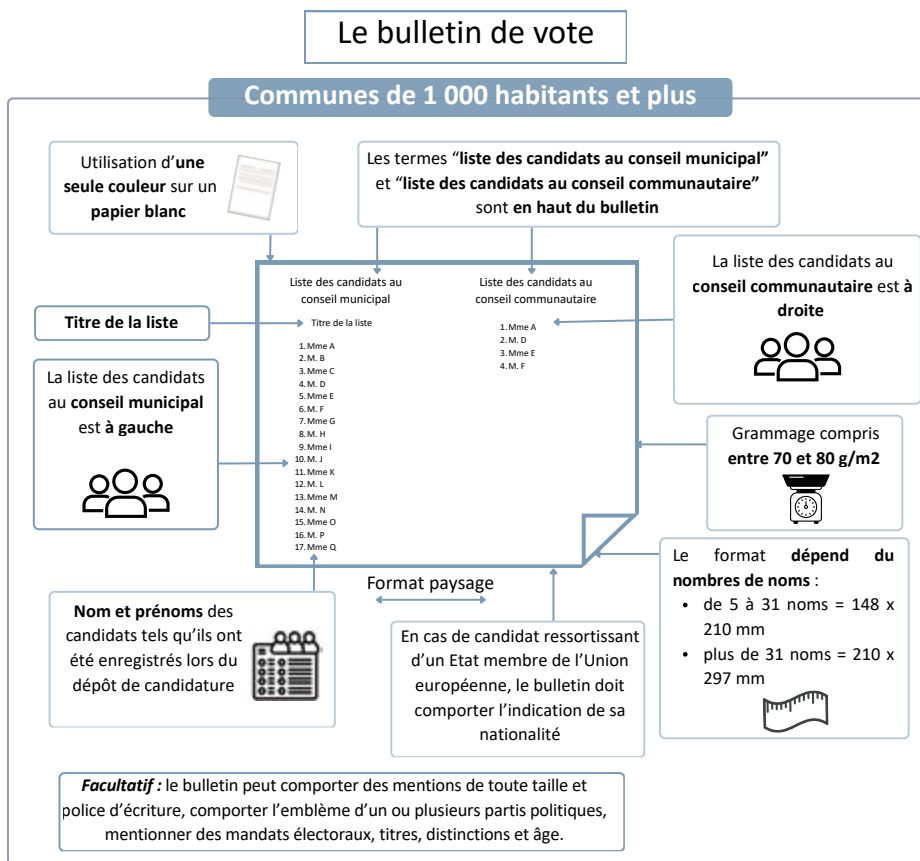 Le bulletin de vote
Communes de 1 000 habitants et plus
Utilisation d’une
seule couleur sur un
papier blanc
Les termes “liste des candidats au conseil municipal”
et “liste des candidats au conseil communautaire”
sont en haut du bulletin
La liste des candidats au
conseil communautaire est à
droite
Titre de la liste
La liste des candidats
au conseil municipal
est à gauche
Liste des candidats au
conseil municipal
Titre de la liste
1. Mme A
2. M. B
3. Mme C
4. M. D
5. Mme E
6. M. F
7. Mme G
8. M. H
9. Mme I
10. M. J
11. Mme K
12. M. L
13. Mme M
14. M. N
15. Mme O
16. M. P
17. Mme Q
Liste des candidats au
conseil communautaire
1. Mme A
2. M. D
3. Mme E
4. M. F
Grammage compris
entre 70 et 80 g/m2
Format paysage
Le format dépend du
nombres de noms :
• de 5 à 31 noms = 148 x
210 mm
• plus de 31 noms = 210 x
297 mm
Nom et prénoms des
candidats tels qu’ils ont
été enregistrés lors du
dépôt de candidature
En cas de candidat ressortissant
d’un Etat membre de l’Union
européenne, le bulletin doit
comporter l’indication de sa
nationalité
Facultatif : le bulletin peut comporter des mentions de toute taille et
police d’écriture, comporter l’emblème d’un ou plusieurs partis politiques,
mentionner des mandats électoraux, titres, distinctions et âge.